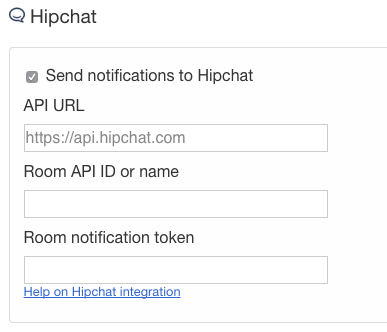 Hipchat
Send notifications to Hipchat
API URL
https://api.hipchat.com
Room API ID or name
Room notification token
Help on Hipchat integration